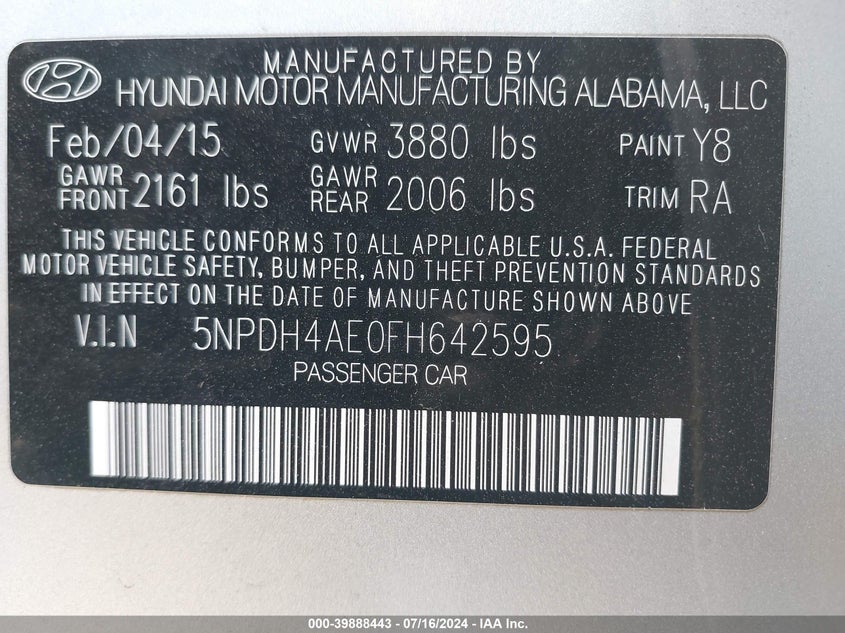 MANUFACTURED BY
HYUNDAI MOTOR MANUFACTURING ALABAMA, LLC
Feb/04/15 GVWR 3880 lbs PAINT Y8
GAWR FRONT 2161 lbs GAWR REAR 2006 lbs TRIM RA
THIS VEHICLE CONFORMS TO ALL APPLICABLE U.S.A. FEDERAL
MOTOR VEHICLE SAFETY, BUMPER, AND THEFT PREVENTION STANDARDS
IN EFFECT ON THE DATE OF MANUFACTURE SHOWN ABOVE
V.I.N 5NPDH4AE0FH642595
PASSENGER CAR
000-39888443 - 07/16/2024 - IAA Inc.